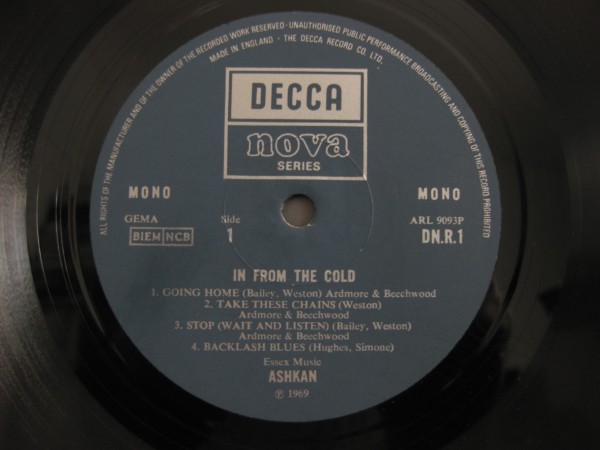 ALL RIGHTS OF THE MANUFACTURER AND OF THE OWNER OF THE RECORDED WORK RESERVED · UNAUTHORISED PUBLIC PERFORMANCE BROADCASTING AND COPYING OF THIS RECORD PROHIBITED
MADE IN ENGLAND · THE DECCA RECORD CO. LTD.
DECCA
nova
SERIES
MONO MONO
GEMA Side ARL 9093P
BIEM NCB 1 DN.R.1
IN FROM THE COLD
1. GOING HOME (Bailey, Weston) Ardmore & Beechwood
2. TAKE THESE CHAINS (Weston)
Ardmore & Beechwood
3. STOP (WAIT AND LISTEN) (Bailey, Weston)
Ardmore & Beechwood
4. BACKLASH BLUES (Hughes, Simone)
Essex Music
ASHKAN
℗ 1969